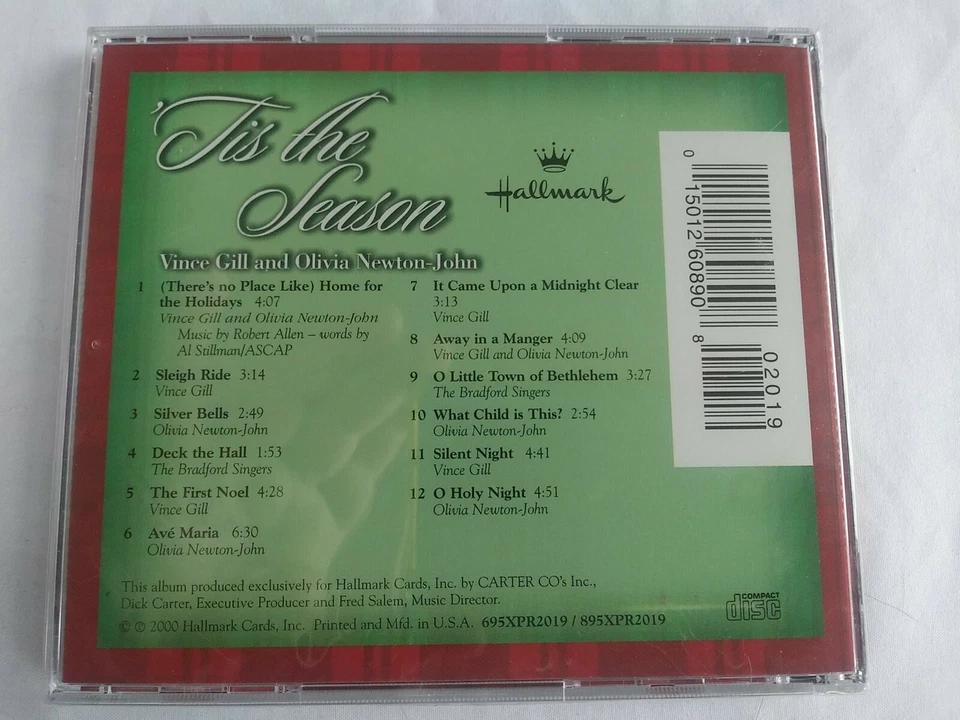 'Tis the
Season
Hallmark
Vince Gill and Olivia Newton-John
1 (There's no Place Like) Home for
the Holidays 4:07
Vince Gill and Olivia Newton-John
Music by Robert Allen – words by
Al Stillman/ASCAP
2 Sleigh Ride 3:14
Vince Gill
3 Silver Bells 2:49
Olivia Newton-John
4 Deck the Hall 1:53
The Bradford Singers
5 The First Noel 4:28
Vince Gill
6 Avé Maria 6:30
Olivia Newton-John
7 It Came Upon a Midnight Clear
3:13
Vince Gill
8 Away in a Manger 4:09
Vince Gill and Olivia Newton-John
9 O Little Town of Bethlehem 3:27
The Bradford Singers
10 What Child is This? 2:54
Olivia Newton-John
11 Silent Night 4:41
Vince Gill
12 O Holy Night 4:51
Olivia Newton-John
0 15012 60890 8
02019
This album produced exclusively for Hallmark Cards, Inc. by CARTER CO's Inc.,
Dick Carter, Executive Producer and Fred Salem, Music Director.
© ℗ 2000 Hallmark Cards, Inc. Printed and Mfd. in U.S.A. 695XPR2019 / 895XPR2019
COMPACT
disc